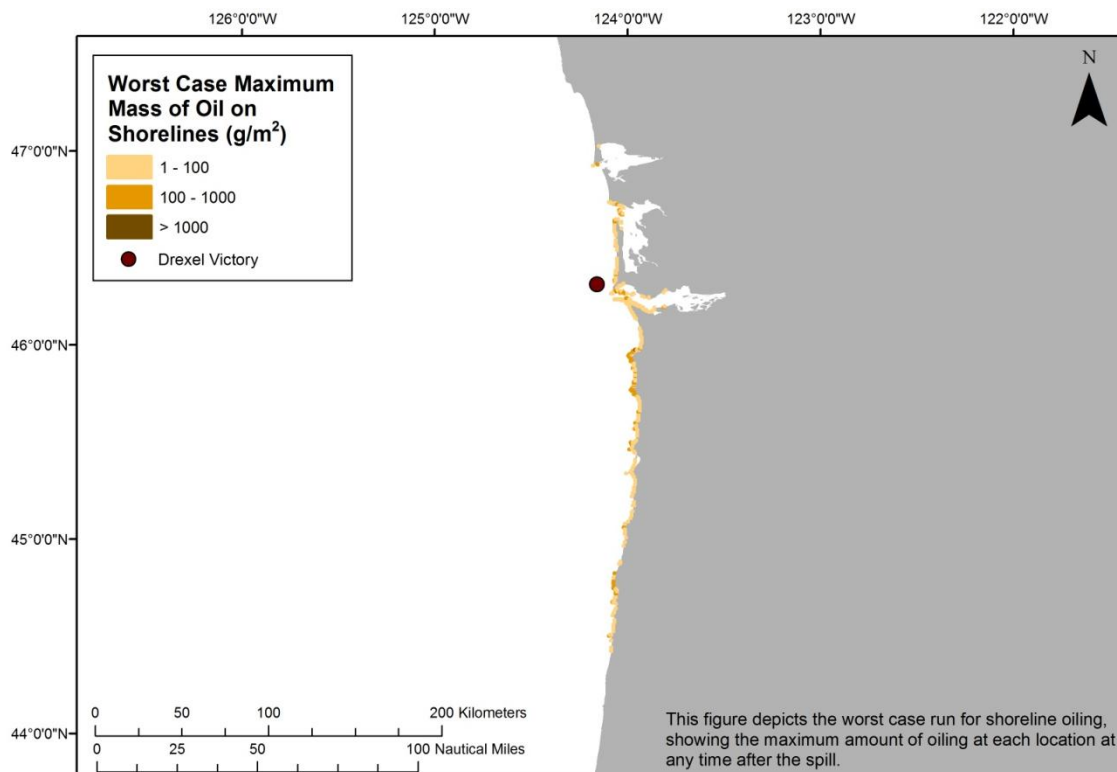 126°0'0"W
125°0'0"W
124°0'0"W
123°0'0"W
122°0'0"W
Worst Case Maximum
Mass of Oil on
Shorelines (g/m²)
1 - 100
100 - 1000
> 1000
Drexel Victory
N
47°0'0"N
46°0'0"N
45°0'0"N
44°0'0"N
0 50 100 200 Kilometers
0 25 50 100 Nautical Miles
This figure depicts the worst case run for shoreline oiling,
showing the maximum amount of oiling at each location at
any time after the spill.